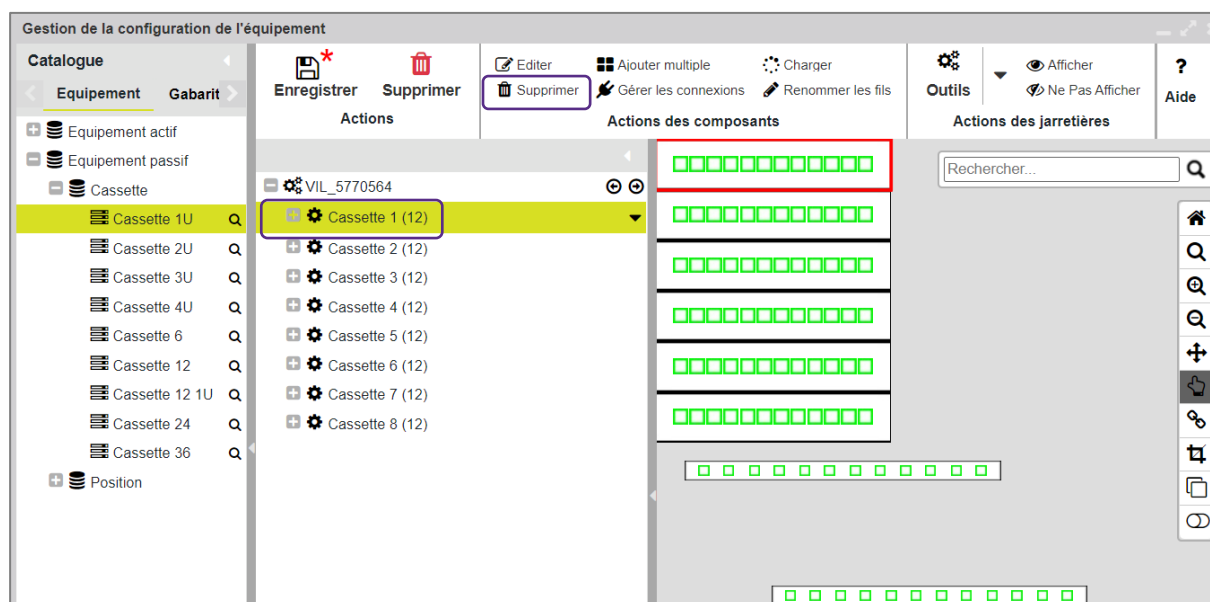 Gestion de la configuration de l'équipement
Catalogue
Equipement Gabarit
Equipement actif
Equipement passif
Cassette
Cassette 1U
Cassette 2U
Cassette 3U
Cassette 4U
Cassette 6
Cassette 12
Cassette 12 1U
Cassette 24
Cassette 36
Position
Enregistrer Supprimer
Actions
Editer Ajouter multiple Charger
Supprimer Gérer les connexions Renommer les fils
Actions des composants
Outils
Afficher
Ne Pas Afficher
Actions des jarretières
?
Aide
VIL_5770564
Cassette 1 (12)
Cassette 2 (12)
Cassette 3 (12)
Cassette 4 (12)
Cassette 5 (12)
Cassette 6 (12)
Cassette 7 (12)
Cassette 8 (12)
Rechercher...